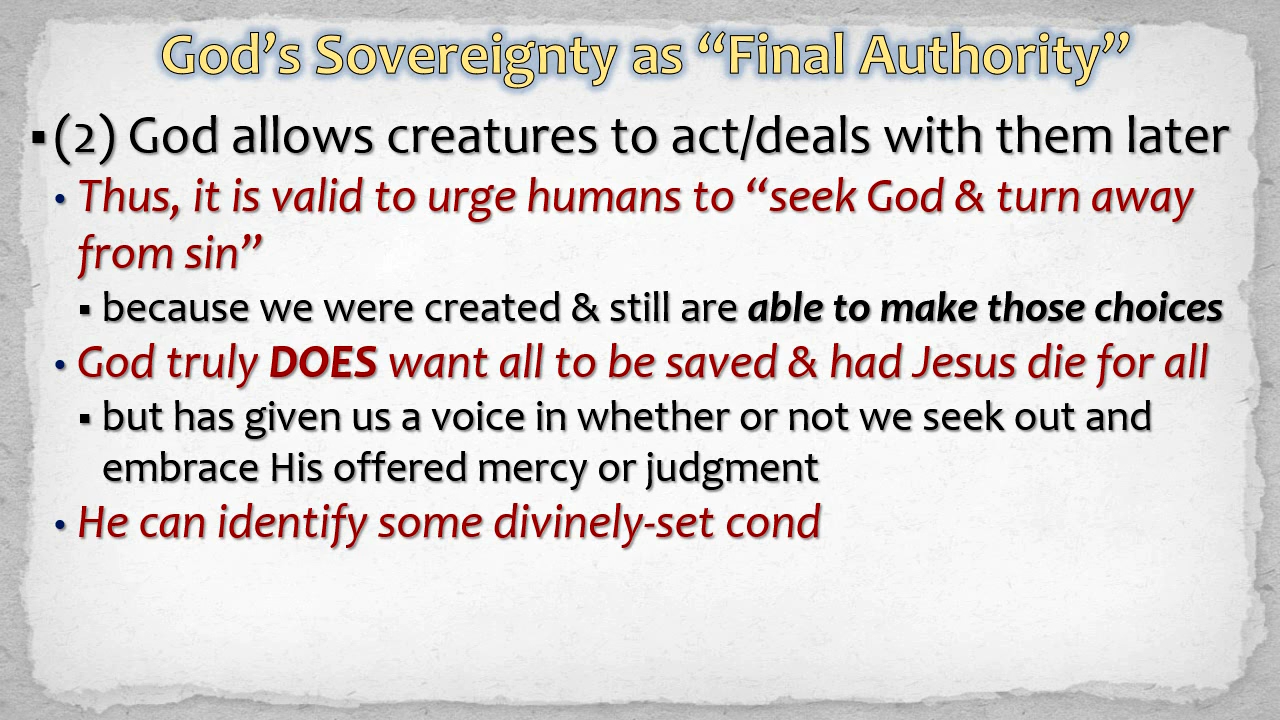 God’s Sovereignty as “Final Authority”
▪ (2) God allows creatures to act/deals with them later
• Thus, it is valid to urge humans to “seek God & turn away
from sin”
▪ because we were created & still are able to make those choices
• God truly DOES want all to be saved & had Jesus die for all
▪ but has given us a voice in whether or not we seek out and
embrace His offered mercy or judgment
• He can identify some divinely-set cond